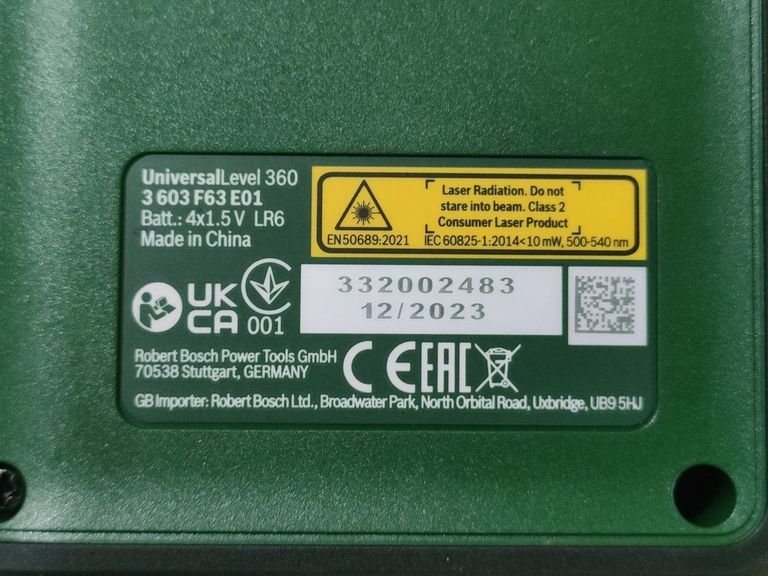 UniversalLevel 360
3 603 F63 E01
Batt.: 4x1.5 V LR6
Made in China
Laser Radiation. Do not
stare into beam. Class 2
Consumer Laser Product
EN 50689:2021 IEC 60825-1:2014<10 mW, 500-540 nm
UK
CA
001
332002483
12/2023
Robert Bosch Power Tools GmbH
70538 Stuttgart, GERMANY
CE EAC
GB Importer: Robert Bosch Ltd., Broadwater Park, North Orbital Road, Uxbridge, UB9 5HJ